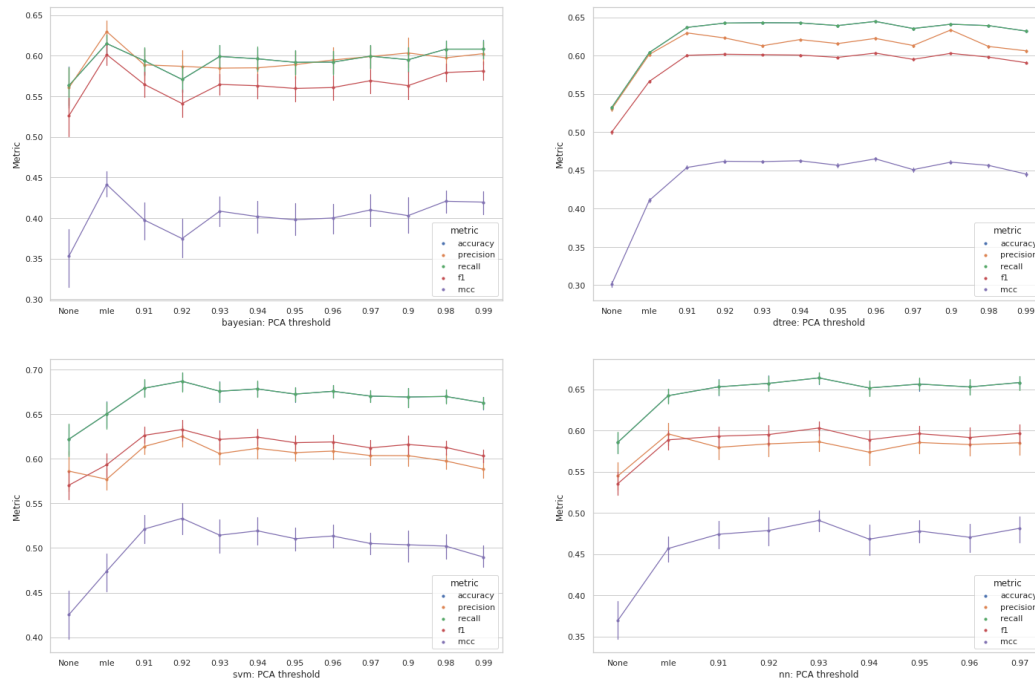 0.65
0.60
0.55
0.50
0.45
0.40
0.35
0.30
Metric
metric
accuracy
precision
recall
f1
mcc
None mle 0.91 0.92 0.93 0.94 0.95 0.96 0.97 0.9 0.98 0.99
bayesian: PCA threshold
0.65
0.60
0.55
0.50
0.45
0.40
0.35
0.30
Metric
metric
accuracy
precision
recall
f1
mcc
None mle 0.91 0.92 0.93 0.94 0.95 0.96 0.97 0.9 0.98 0.99
dtree: PCA threshold
0.70
0.65
0.60
0.55
0.50
0.45
0.40
Metric
metric
accuracy
precision
recall
f1
mcc
None mle 0.91 0.92 0.93 0.94 0.95 0.96 0.97 0.9 0.98 0.99
svm: PCA threshold
0.65
0.60
0.55
0.50
0.45
0.40
0.35
Metric
metric
accuracy
precision
recall
f1
mcc
None mle 0.91 0.92 0.93 0.94 0.95 0.96 0.97
nn: PCA threshold